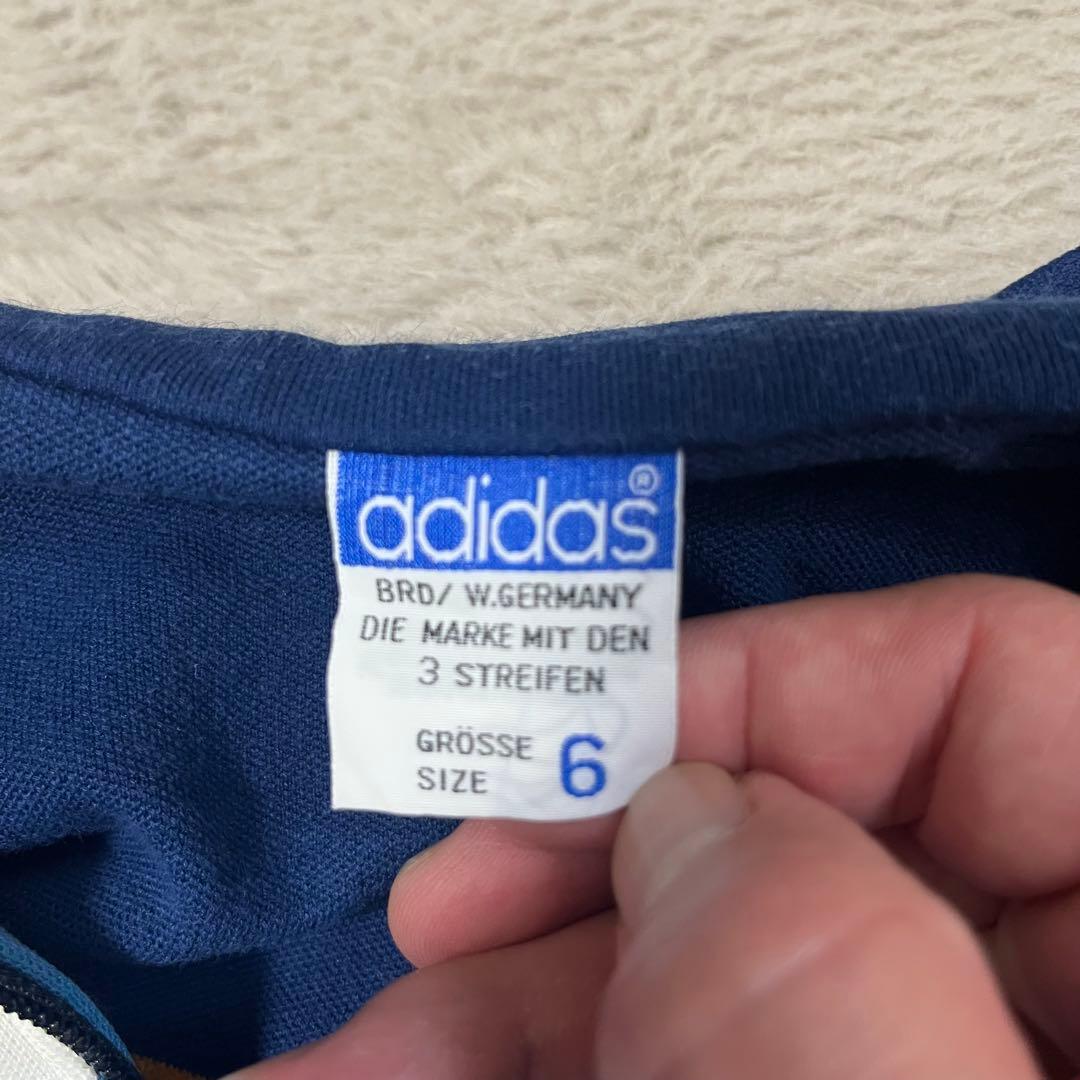 adidas®
BRD/ W.GERMANY
DIE MARKE MIT DEN
3 STREIFEN
GRÖSSE
SIZE 6